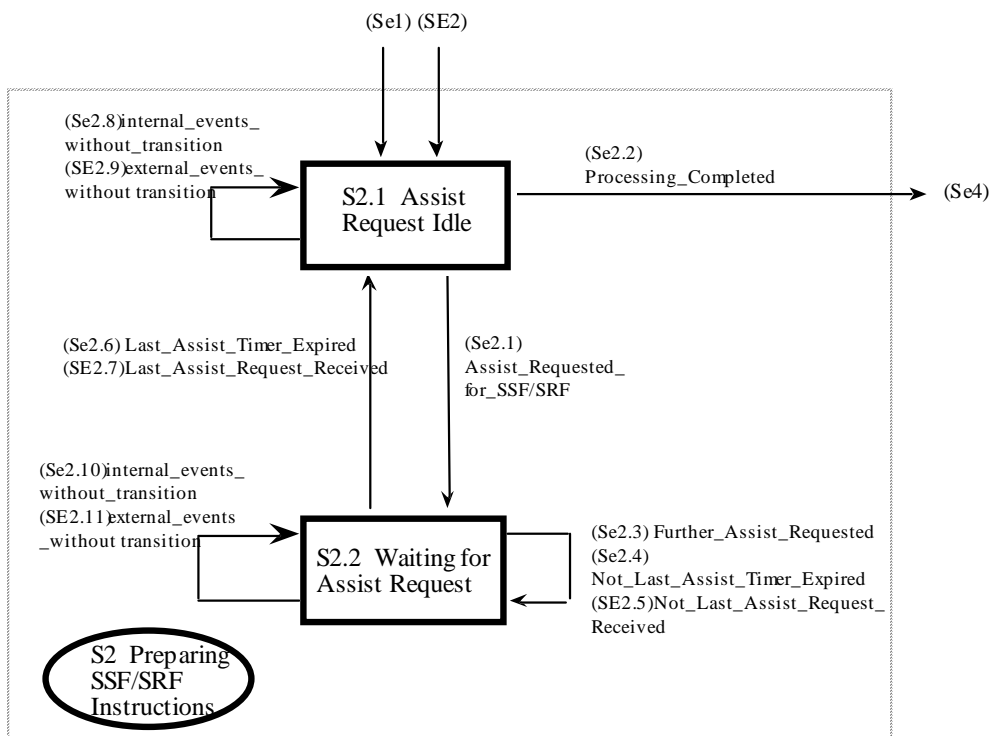 (Se1) (SE2)
(Se2.8)internal_events_
without_transition
(SE2.9)external_events_
without transition
S2.1 Assist
Request Idle
(Se2.2)
Processing_Completed
(Se4)
(Se2.6) Last_Assist_Timer_Expired
(SE2.7)Last_Assist_Request_Received
(Se2.1)
Assist_Requested_
for_SSF/SRF
(Se2.10)internal_events_
without_transition
(SE2.11)external_events
_without transition
S2.2 Waiting for
Assist Request
(Se2.3) Further_Assist_Requested
(Se2.4)
Not_Last_Assist_Timer_Expired
(SE2.5)Not_Last_Assist_Request_
Received
S2 Preparing
SSF/SRF
Instructions